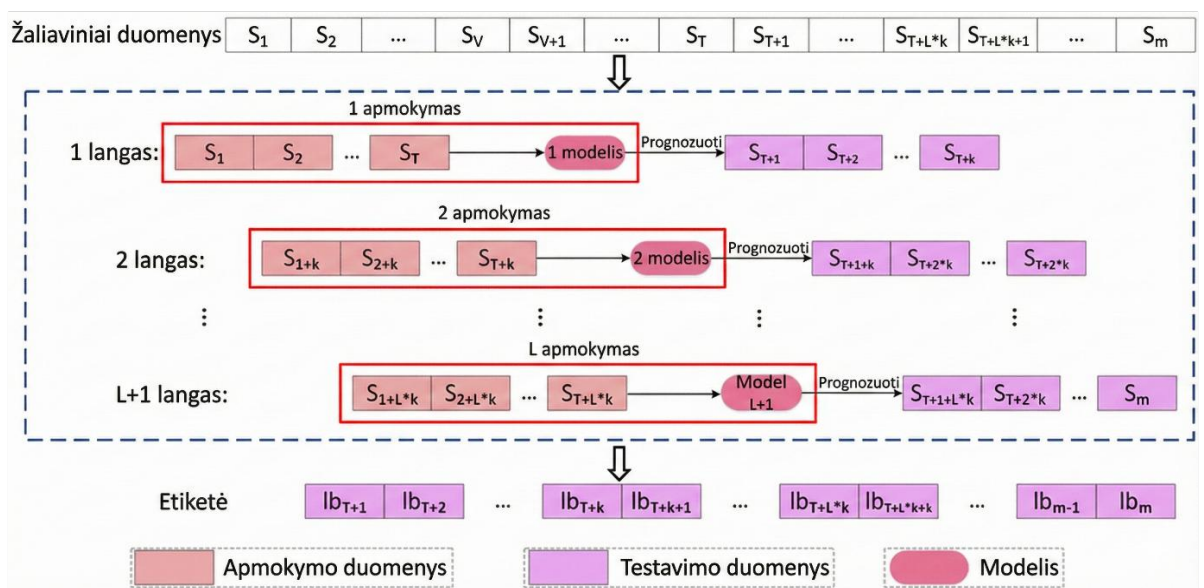 Žaliaviniai duomenys S1 S2 ... SV SV+1 ... ST ST+1 ... ST+L*k ST+L*k+1 ... Sm
1 apmokymas
1 langas: S1 S2 ... ST 1 modelis Prognozuoti ST+1 ST+2 ... ST+k
2 apmokymas
2 langas: S1+k S2+k ... ST+k 2 modelis Prognozuoti ST+1+k ST+2*k ... ST+2*k
⋮ ⋮ ⋮ ⋮
L apmokymas
L+1 langas: S1+L*k S2+L*k ... ST+L*k Model L+1 Prognozuoti ST+1+L*k ST+2*k ... Sm
Etiketė lbT+1 lbT+2 ... lbT+k lbT+k+1 ... lbT+L*k lbT+L*k+k ... lbm-1 lbm
Apmokymo duomenys Testavimo duomenys Modelis